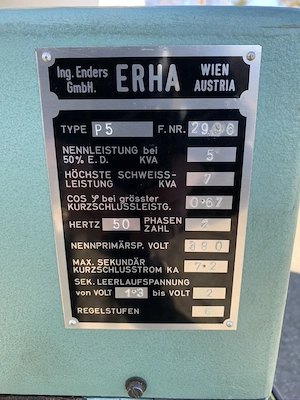 Ing. Enders GmbH. ERHA WIEN AUSTRIA
TYPE P5 F. NR. 2996
NENNLEISTUNG bei
50% E. D. KVA 5
HÖCHSTE SCHWEISS-
LEISTUNG KVA 7
COS φ bei grösster
KURZSCHLUSSLEISTG. 0·67
HERTZ 50 PHASEN ZAHL
NENNPRIMÄRSP. VOLT 380
MAX. SEKUNDÄR
KURZSCHLUSSTROM KA 7·2
SEK. LEERLAUFSPANNUNG
von VOLT 1·3 bis VOLT 2
REGELSTUFEN